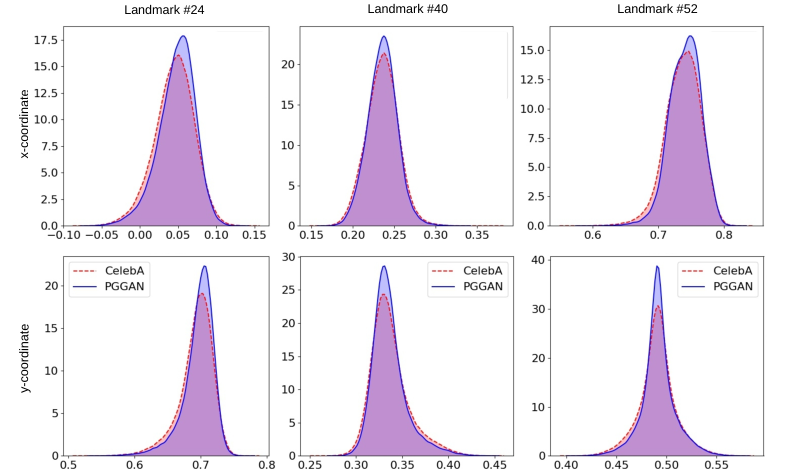 Landmark #24 Landmark #40 Landmark #52
x-coordinate
17.5
15.0
12.5
10.0
7.5
5.0
2.5
0.0
−0.10 −0.05 0.00 0.05 0.10 0.15
20
15
10
5
0
0.15 0.20 0.25 0.30 0.35
15.0
12.5
10.0
7.5
5.0
2.5
0.0
0.6 0.7 0.8
y-coordinate
CelebA
PGGAN
20
15
10
5
0
0.5 0.6 0.7 0.8
CelebA
PGGAN
30
25
20
15
10
5
0
0.25 0.30 0.35 0.40 0.45
CelebA
PGGAN
40
30
20
10
0
0.40 0.45 0.50 0.55